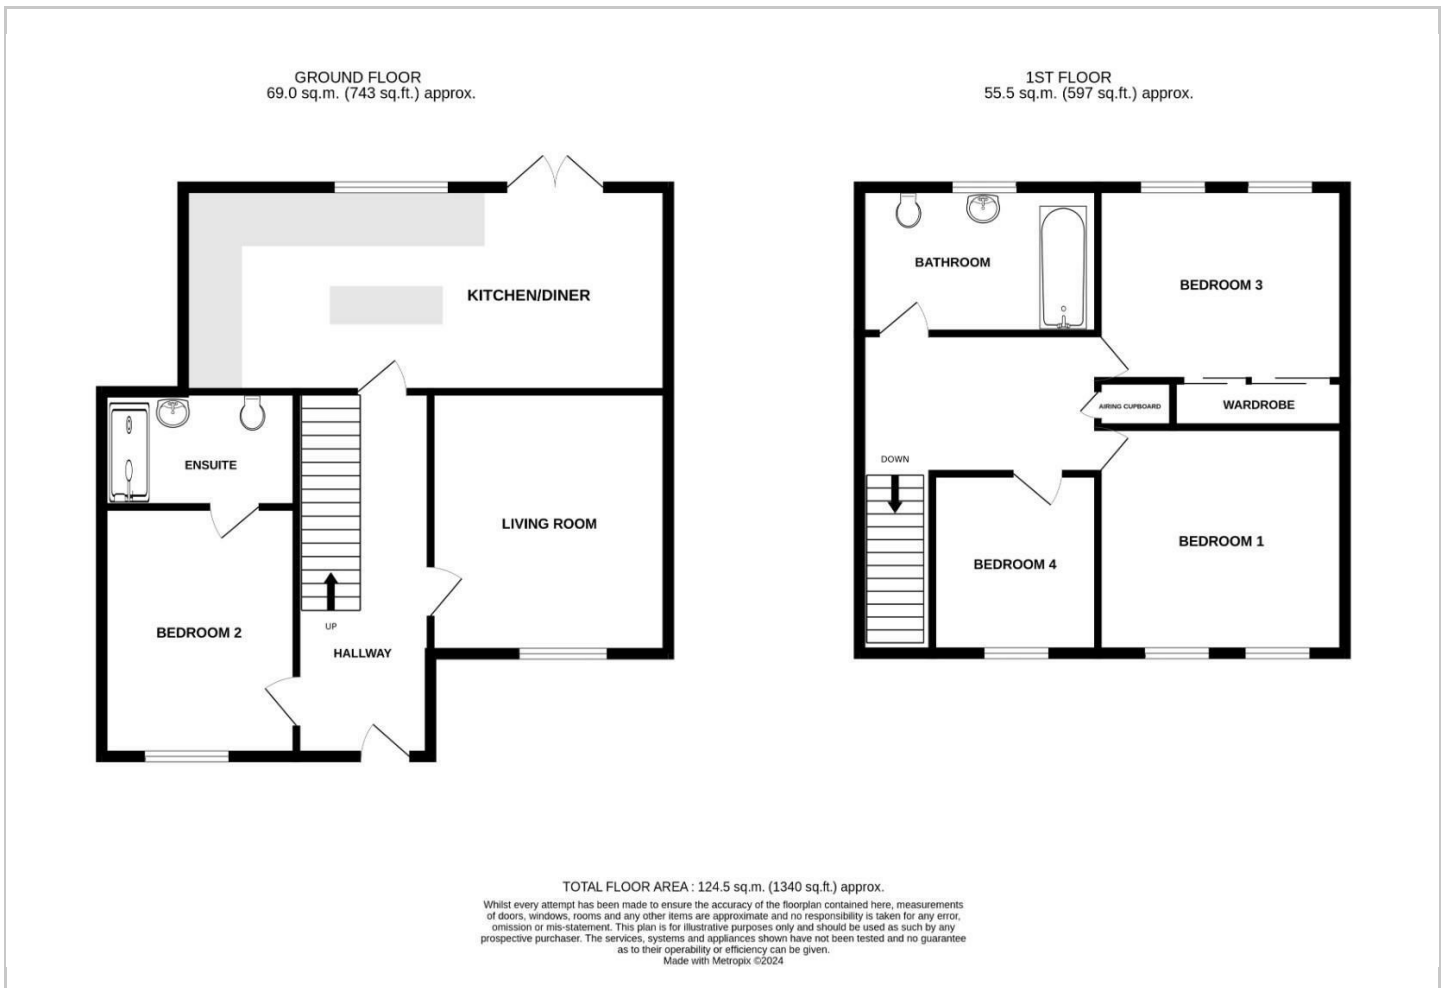 GROUND FLOOR
69.0 sq.m. (743 sq.ft.) approx.
1ST FLOOR
55.5 sq.m. (597 sq.ft.) approx.
KITCHEN/DINER
ENSUITE
LIVING ROOM
BEDROOM 2
UP
HALLWAY
BATHROOM
BEDROOM 3
AIRING CUPBOARD
WARDROBE
DOWN
BEDROOM 1
BEDROOM 4
TOTAL FLOOR AREA : 124.5 sq.m. (1340 sq.ft.) approx.
Whilst every attempt has been made to ensure the accuracy of the floorplan contained here, measurements
of doors, windows, rooms and any other items are approximate and no responsibility is taken for any error,
omission or mis-statement. This plan is for illustrative purposes only and should be used as such by any
prospective purchaser. The services, systems and appliances shown have not been tested and no guarantee
as to their operability or efficiency can be given.
Made with Metropix ©2024